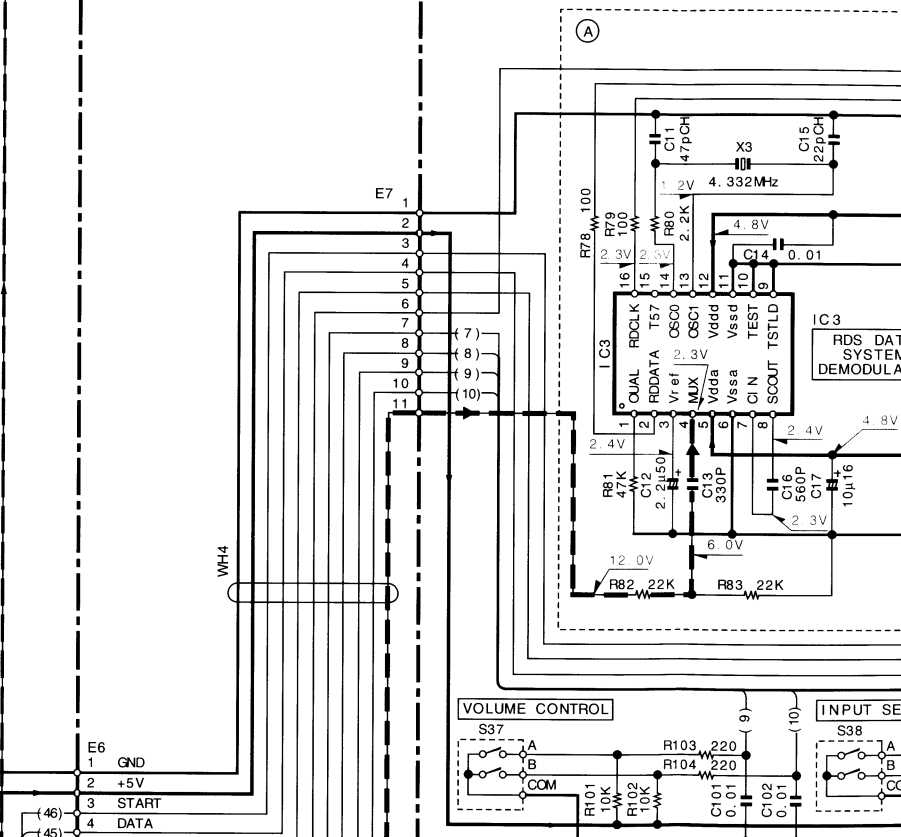 A
C11
47pCH
C15
22pCH
X3
4.332MHz
1.2V
E7
1
2
3
4
5
6
7
8
9
10
11
R78 100
R79
100
R80
2.2K
4.8V
C14 0.01
2.3V
2.3V
16
15
14
13
12
11
10
9
RDCLK
T57
OSC0
OSC1
Vddd
Vssd
TEST
TSTLD
IC3
2.3V
QUAL
RDDATA
Vref
MUX
Vdda
Vssa
CIN
SCOUT
1
2
3
4
5
6
7
8
IC3
RDS DAT
SYSTEM
DEMODULA
(7)
(8)
(9)
(10)
2.4V
2.4V
4.8V
R81
47K
C12
2.2μ50
+
C13
330P
C16
560P
C17
10μ16
+
2.3V
6.0V
12.0V
R82 22K
R83 22K
WH4
VOLUME CONTROL
S37
A
B
COM
R103 220
R104 220
R101
10K
R102
10K
(9)
(10)
C101
0.01
C102
0.01
INPUT SE
S38
A
B
CO
E6
1 GND
2 +5V
3 START
4 DATA
(46)
(45)